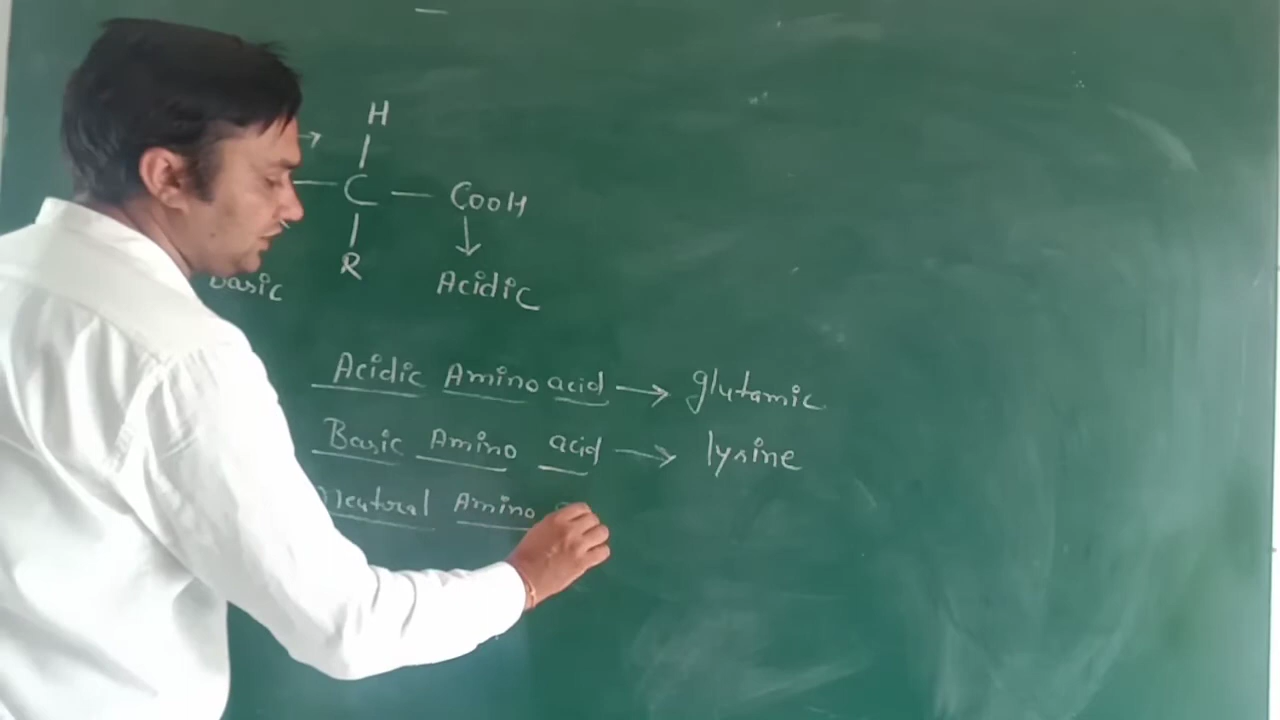 H
C — COOH
R
Basic Acidic
Acidic Amino acid → glutamic
Basic Amino acid → lysine
Neutral Amino